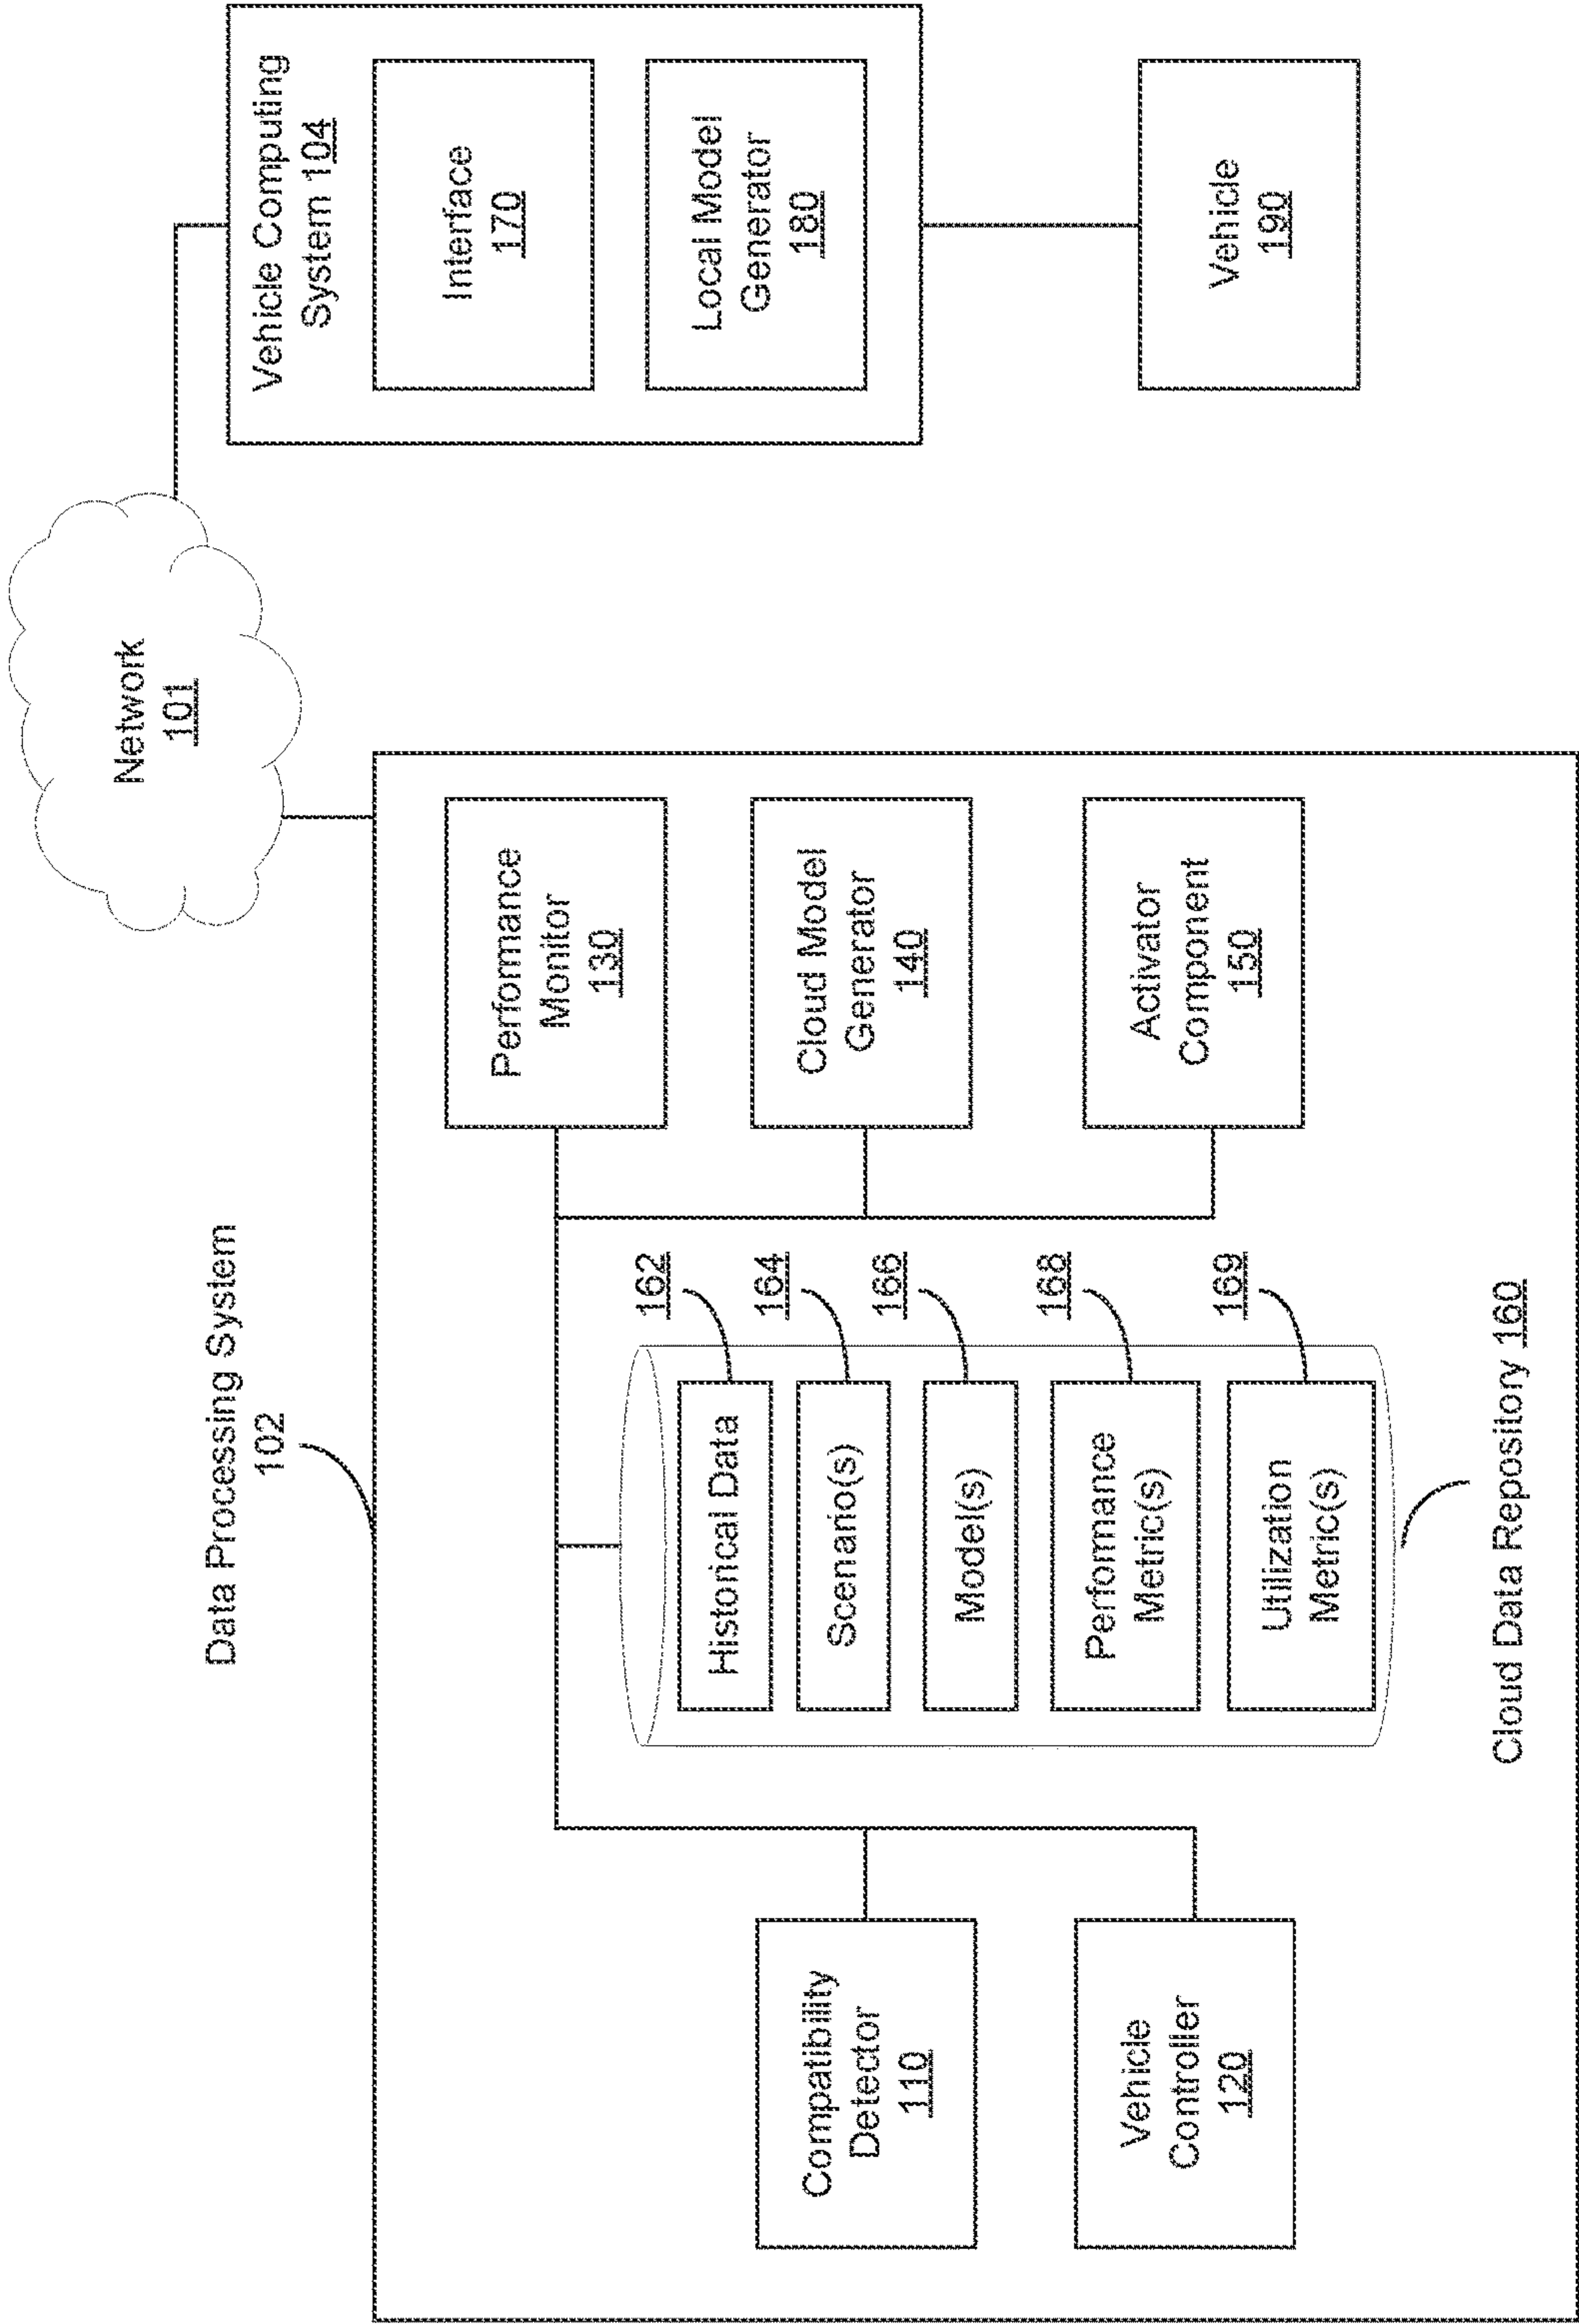 Network
101
Data Processing System
102
Vehicle Computing
System 104
Interface
170
Local Model
Generator
180
Vehicle
190
Compatibility
Detector
110
Vehicle
Controller
120
Historical Data
162
Scenario(s)
164
Model(s)
166
Performance
Metric(s)
168
Utilization
Metric(s)
169
Cloud Data Repository 160
Performance
Monitor
130
Cloud Model
Generator
140
Activator
Component
150